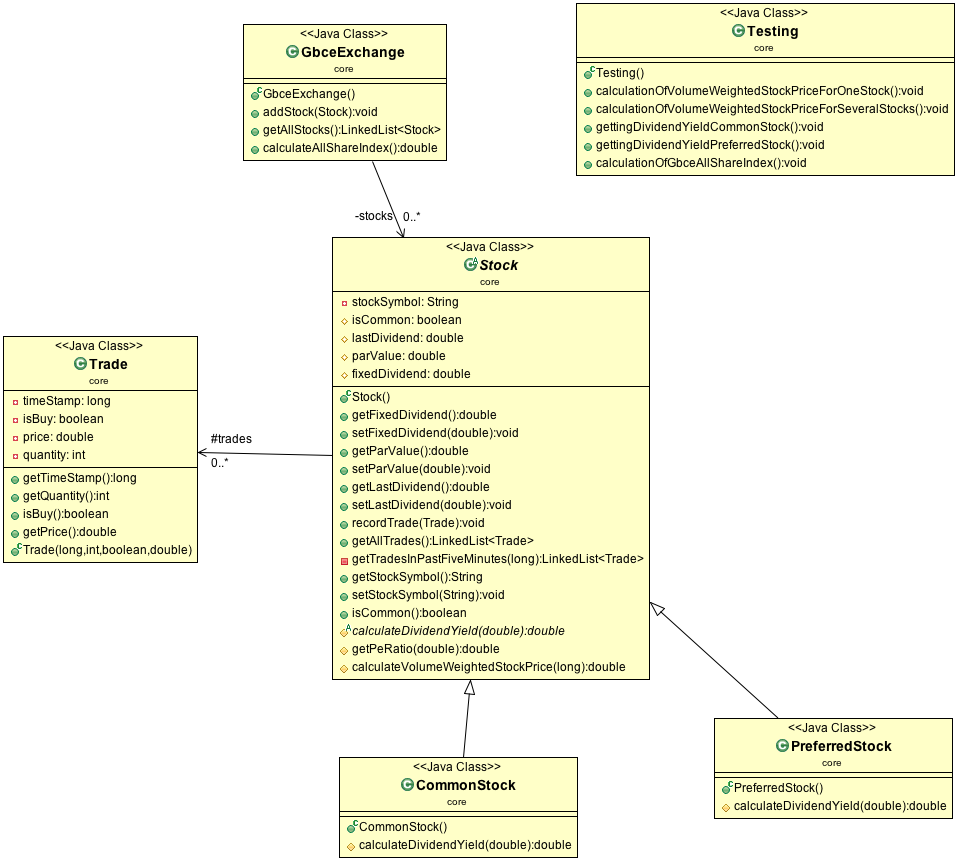 <<Java Class>>
GbceExchange
core
GbceExchange()
addStock(Stock):void
getAllStocks():LinkedList<Stock>
calculateAllShareIndex():double
<<Java Class>>
Testing
core
Testing()
calculationOfVolumeWeightedStockPriceForOneStock():void
calculationOfVolumeWeightedStockPriceForSeveralStocks():void
gettingDividendYieldCommonStock():void
gettingDividendYieldPreferredStock():void
calculationOfGbceAllShareIndex():void
-stocks 0..*
<<Java Class>>
Stock
core
stockSymbol: String
isCommon: boolean
lastDividend: double
parValue: double
fixedDividend: double
Stock()
getFixedDividend():double
setFixedDividend(double):void
getParValue():double
setParValue(double):void
getLastDividend():double
setLastDividend(double):void
recordTrade(Trade):void
getAllTrades():LinkedList<Trade>
getTradesInPastFiveMinutes(long):LinkedList<Trade>
getStockSymbol():String
setStockSymbol(String):void
isCommon():boolean
calculateDividendYield(double):double
getPeRatio(double):double
calculateVolumeWeightedStockPrice(long):double
<<Java Class>>
Trade
core
timeStamp: long
isBuy: boolean
price: double
quantity: int
getTimeStamp():long
getQuantity():int
isBuy():boolean
getPrice():double
Trade(long,int,boolean,double)
#trades
0..*
<<Java Class>>
CommonStock
core
CommonStock()
calculateDividendYield(double):double
<<Java Class>>
PreferredStock
core
PreferredStock()
calculateDividendYield(double):double